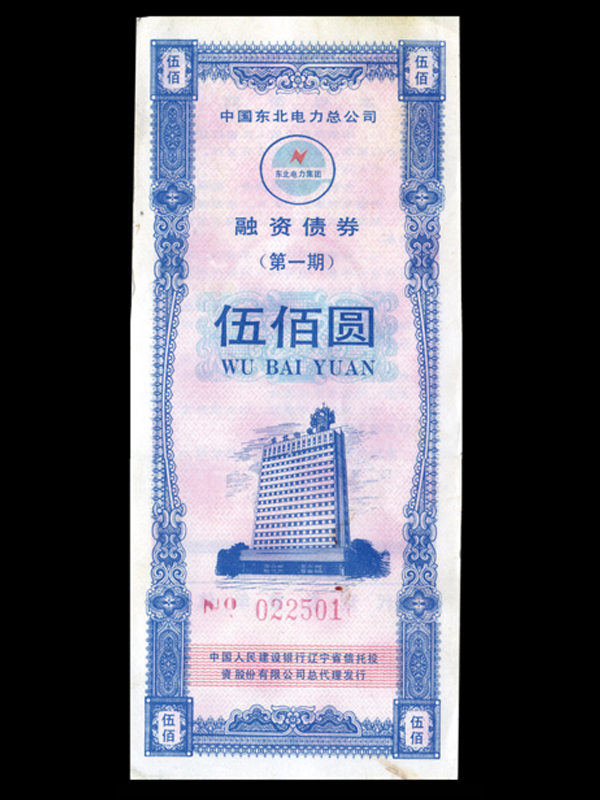 伍佰 伍佰
中国东北电力总公司
东北电力集团
融资债券
（第一期）
伍佰圆
WU BAI YUAN
No 022501
中国人民建设银行辽宁省信托投
资股份有限公司总代理发行
伍佰 伍佰